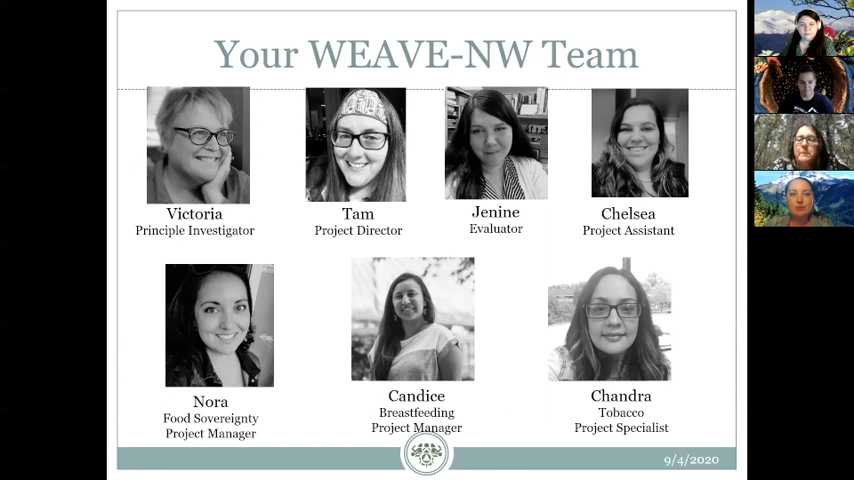 Your WEAVE-NW Team
Victoria
Principle Investigator
Tam
Project Director
Jenine
Evaluator
Chelsea
Project Assistant
Nora
Food Sovereignty
Project Manager
Candice
Breastfeeding
Project Manager
Chandra
Tobacco
Project Specialist
9/4/2020